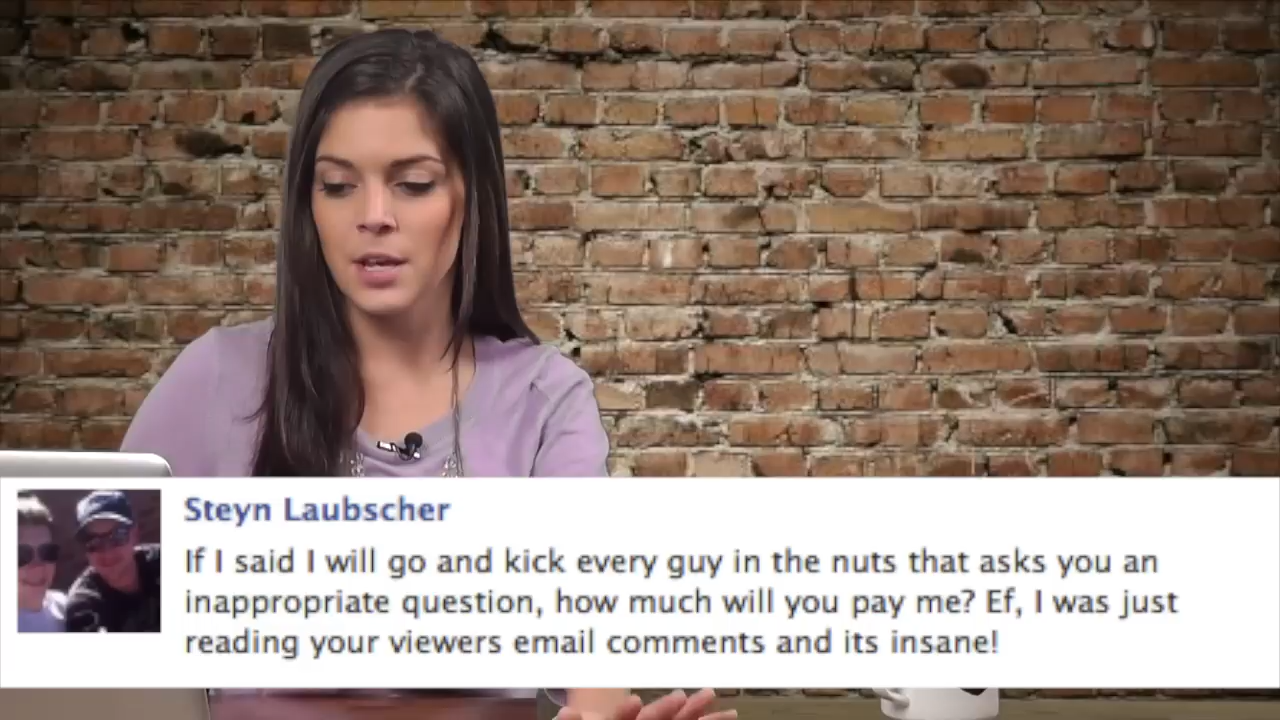 Steyn Laubscher
If I said I will go and kick every guy in the nuts that asks you an
inappropriate question, how much will you pay me? Ef, I was just
reading your viewers email comments and its insane!